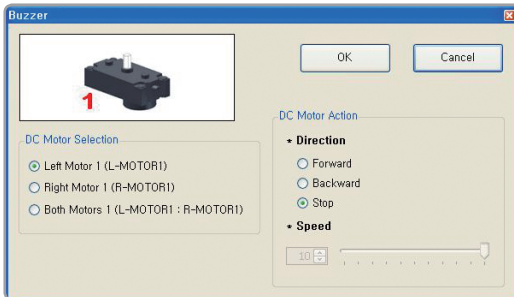 Buzzer
1
OK
Cancel
DC Motor Selection
Left Motor 1 (L-MOTOR1)
Right Motor 1 (R-MOTOR1)
Both Motors 1 (L-MOTOR1 : R-MOTOR1)
DC Motor Action
* Direction
Forward
Backward
Stop
* Speed
10